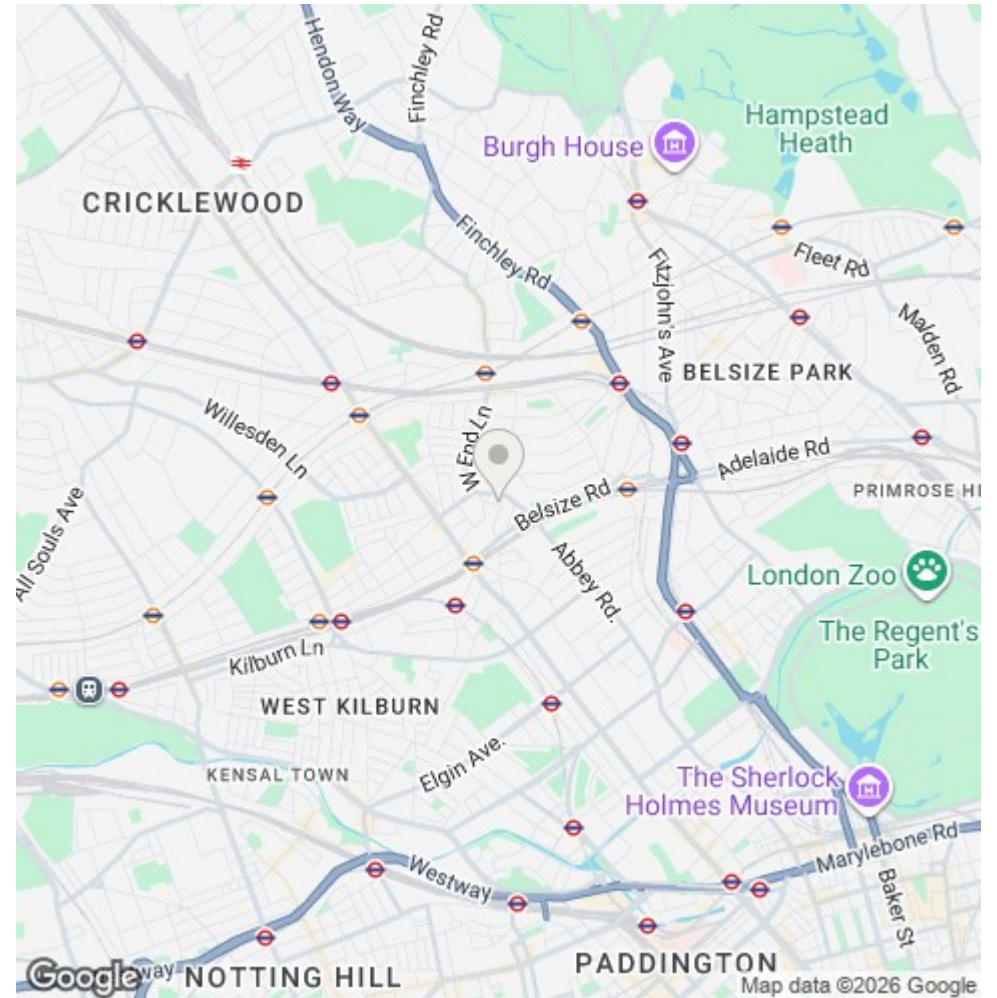 Hendon Way
Finchley Rd
Burgh House
Hampstead
Heath
CRICKLEWOOD
Finchley Rd
Fitzjohn's Ave
Fleet Rd
Malden Rd
BELSIZE PARK
Willesden Ln
W End Ln
Adelaide Rd
Belsize Rd
PRIMROSE HI
All Souls Ave
Abbey Rd.
London Zoo
The Regent's
Park
Kilburn Ln
WEST KILBURN
Elgin Ave.
KENSAL TOWN
The Sherlock
Holmes Museum
Marylebone Rd
Westway
Baker St
PADDINGTON
NOTTING HILL
Google
Map data ©2026 Google